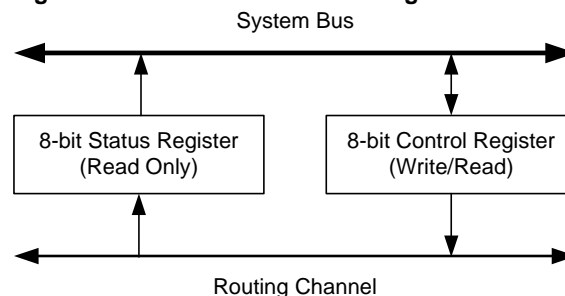 System Bus
8-bit Status Register
(Read Only)
8-bit Control Register
(Write/Read)
Routing Channel